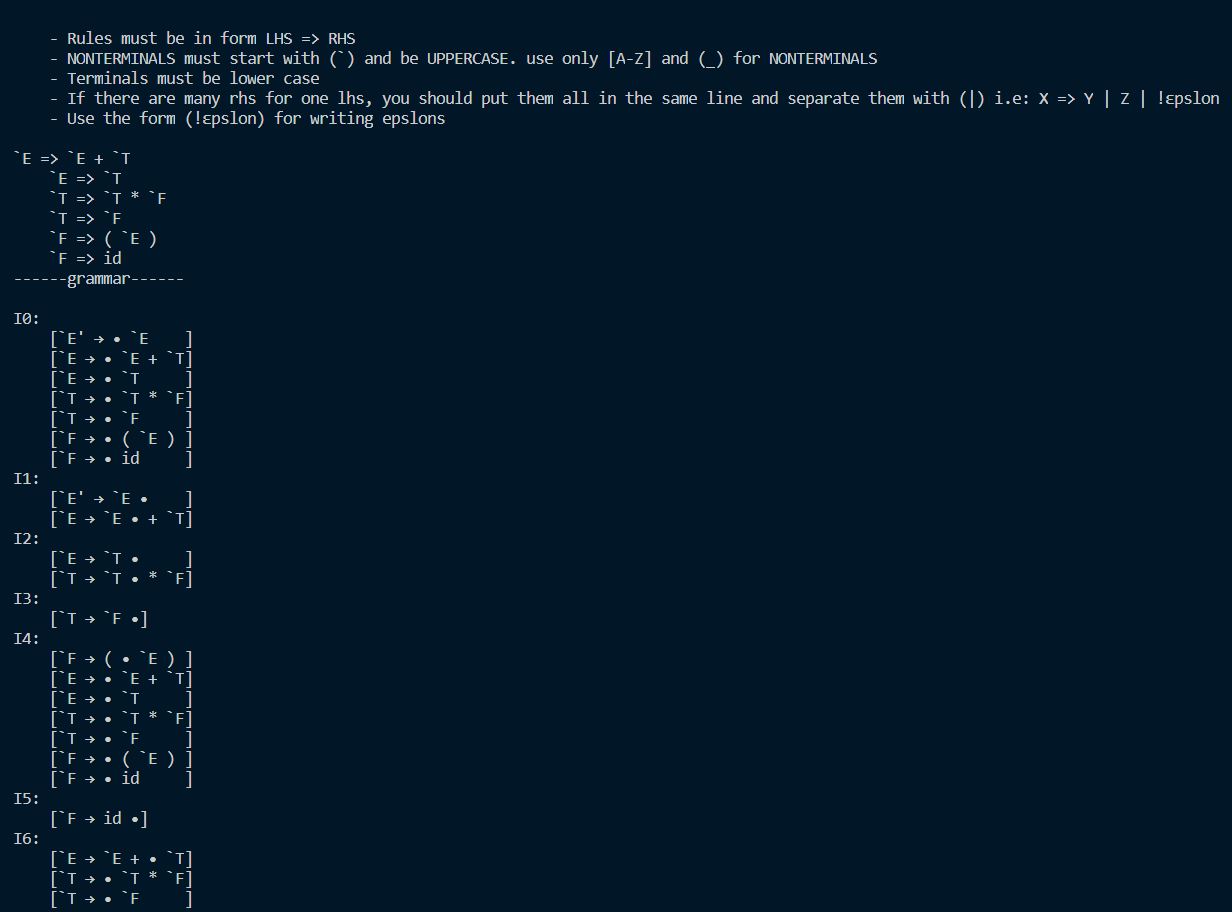 - Rules must be in form LHS => RHS
    - NONTERMINALS must start with (`) and be UPPERCASE. use only [A-Z] and (_) for NONTERMINALS
    - Terminals must be lower case
    - If there are many rhs for one lhs, you should put them all in the same line and separate them with (|) i.e: X => Y | Z | !εpslon
    - Use the form (!εpslon) for writing epslons

`E => `E + `T
    `E => `T
    `T => `T * `F
    `T => `F
    `F => ( `E )
    `F => id
------grammar------

I0:
    [`E' → • `E    ]
    [`E → • `E + `T]
    [`E → • `T     ]
    [`T → • `T * `F]
    [`T → • `F     ]
    [`F → • ( `E ) ]
    [`F → • id     ]
I1:
    [`E' → `E •    ]
    [`E → `E • + `T]
I2:
    [`E → `T •     ]
    [`T → `T • * `F]
I3:
    [`T → `F •]
I4:
    [`F → ( • `E ) ]
    [`E → • `E + `T]
    [`E → • `T     ]
    [`T → • `T * `F]
    [`T → • `F     ]
    [`F → • ( `E ) ]
    [`F → • id     ]
I5:
    [`F → id •]
I6:
    [`E → `E + • `T]
    [`T → • `T * `F]
    [`T → • `F     ]